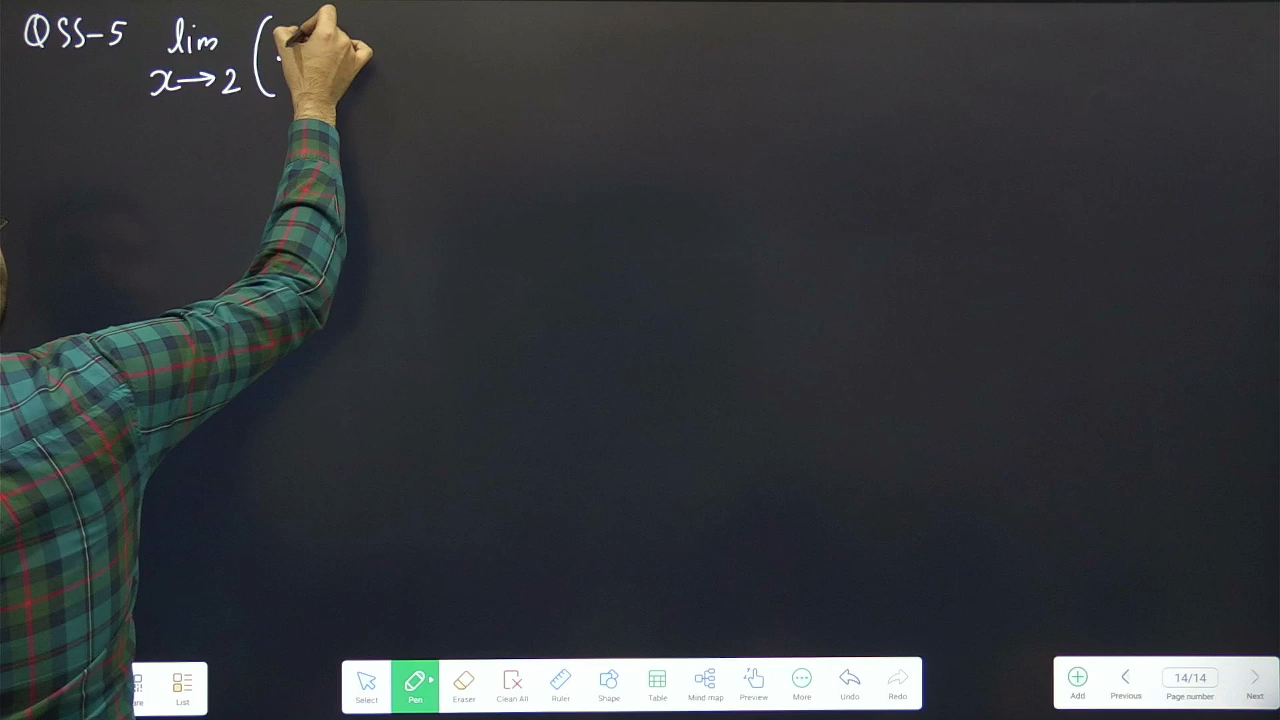 QSS-5 lim (
x→2
are List Select Pen Eraser Clean All Ruler Shape Table Mind map Preview More Undo Redo Add Previous 14/14 Page number Next